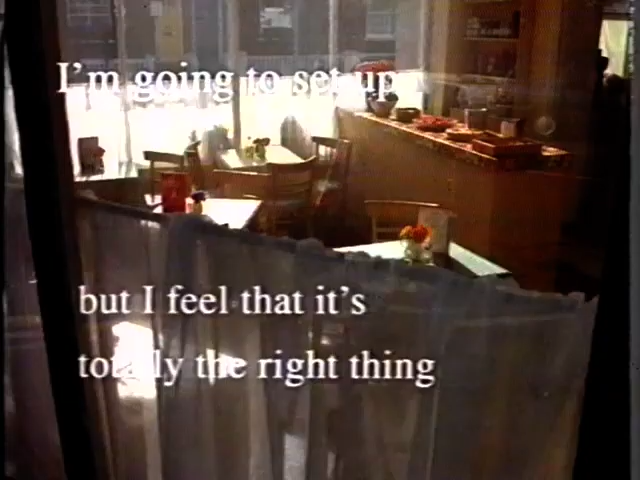 I'm going to set up
but I feel that it's
totally the right thing